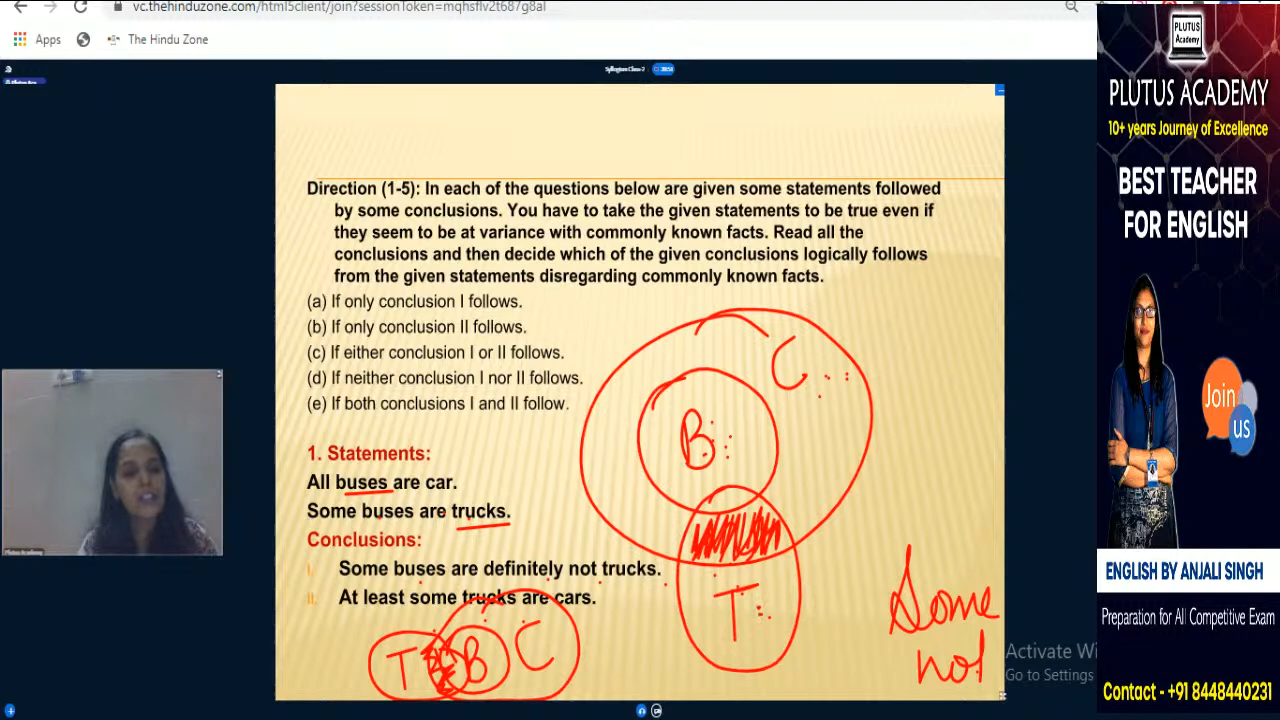 vc.thehinduzone.com/html5client/join?sessionToken=mqhsflv2t687g8al
Apps
The Hindu Zone
Syllogism Class-2
Direction (1-5): In each of the questions below are given some statements followed
by some conclusions. You have to take the given statements to be true even if
they seem to be at variance with commonly known facts. Read all the
conclusions and then decide which of the given conclusions logically follows
from the given statements disregarding commonly known facts.
(a) If only conclusion I follows.
(b) If only conclusion II follows.
(c) If either conclusion I or II follows.
(d) If neither conclusion I nor II follows.
(e) If both conclusions I and II follow.
1. Statements:
All buses are car.
Some buses are trucks.
Conclusions:
I. Some buses are definitely not trucks.
II. At least some trucks are cars.
C
B
T
T B C
Some
not
Plutus Academy
Activate Wi
Go to Settings
PLUTUS
Academy
PLUTUS ACADEMY
10+ years Journey of Excellence
BEST TEACHER
FOR ENGLISH
Join
us
ENGLISH BY ANJALI SINGH
Preparation for All Competitive Exam
Contact - +91 8448440231